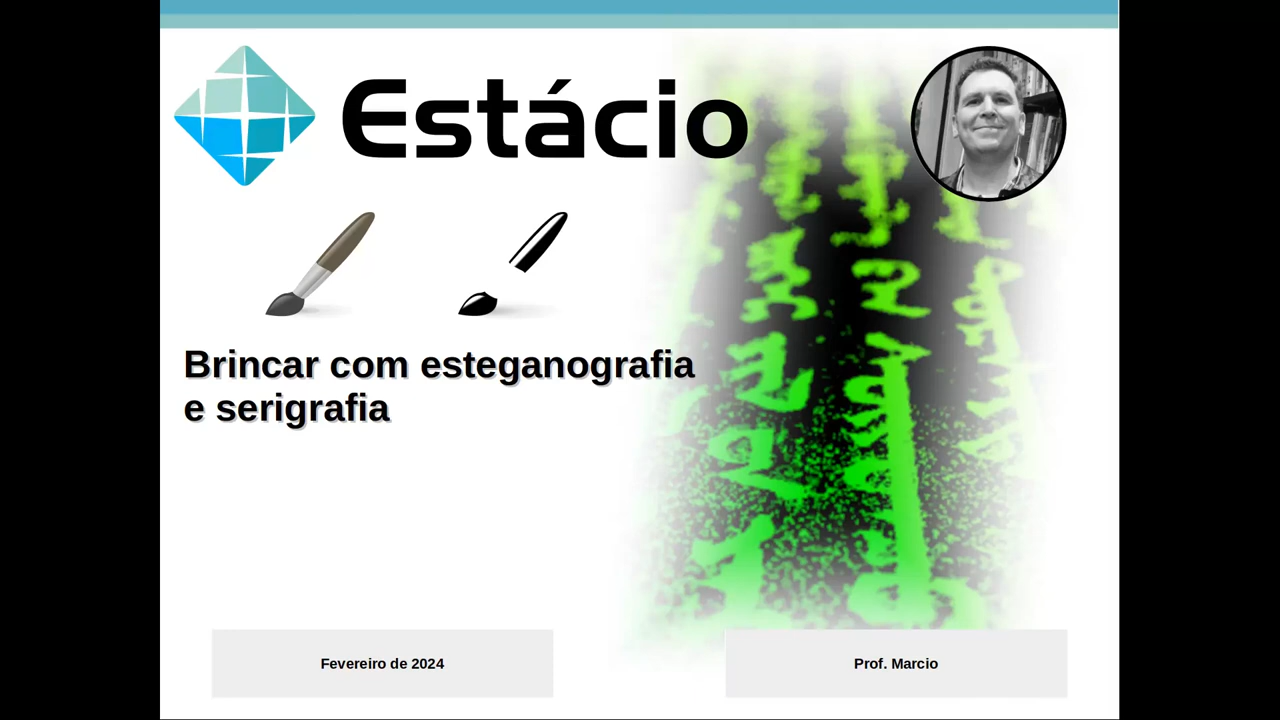 Estácio
Brincar com esteganografia
e serigrafia
Fevereiro de 2024
Prof. Marcio